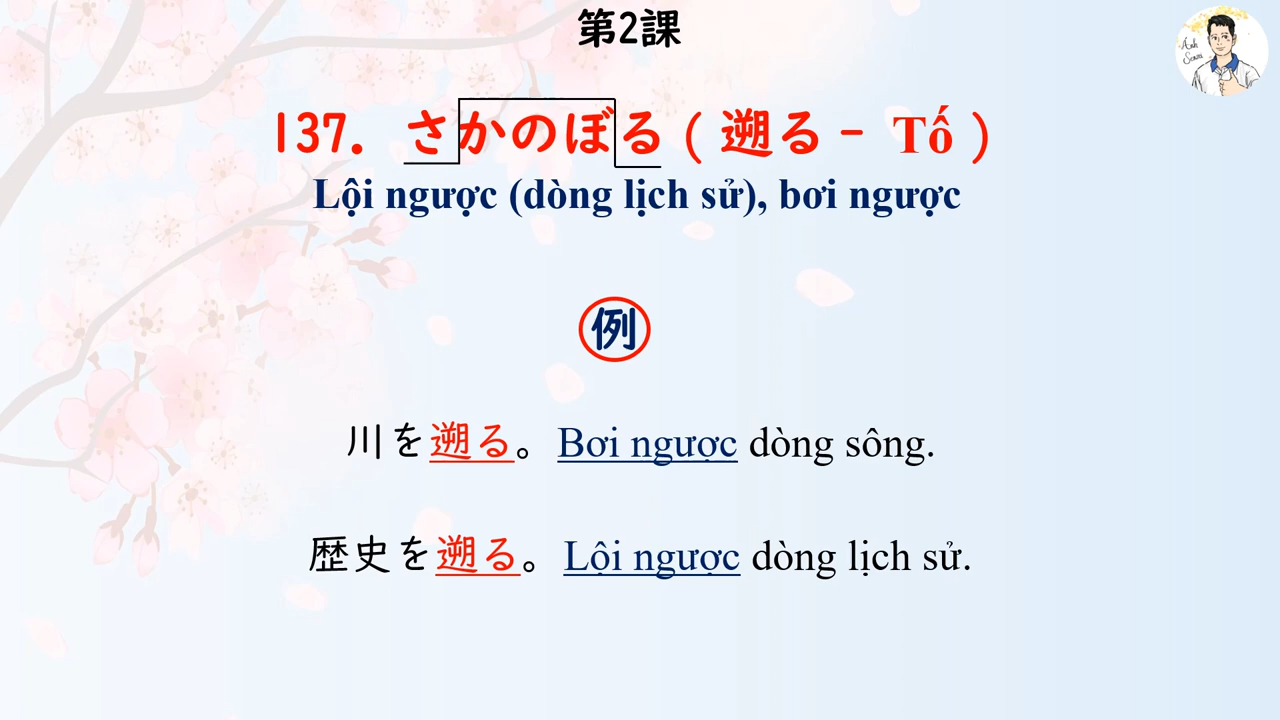 第2課
Anh
Sensei
137. さかのぼる ( 遡る - Tố )
Lội ngược (dòng lịch sử), bơi ngược
例
川を遡る。Bơi ngược dòng sông.
歴史を遡る。Lội ngược dòng lịch sử.